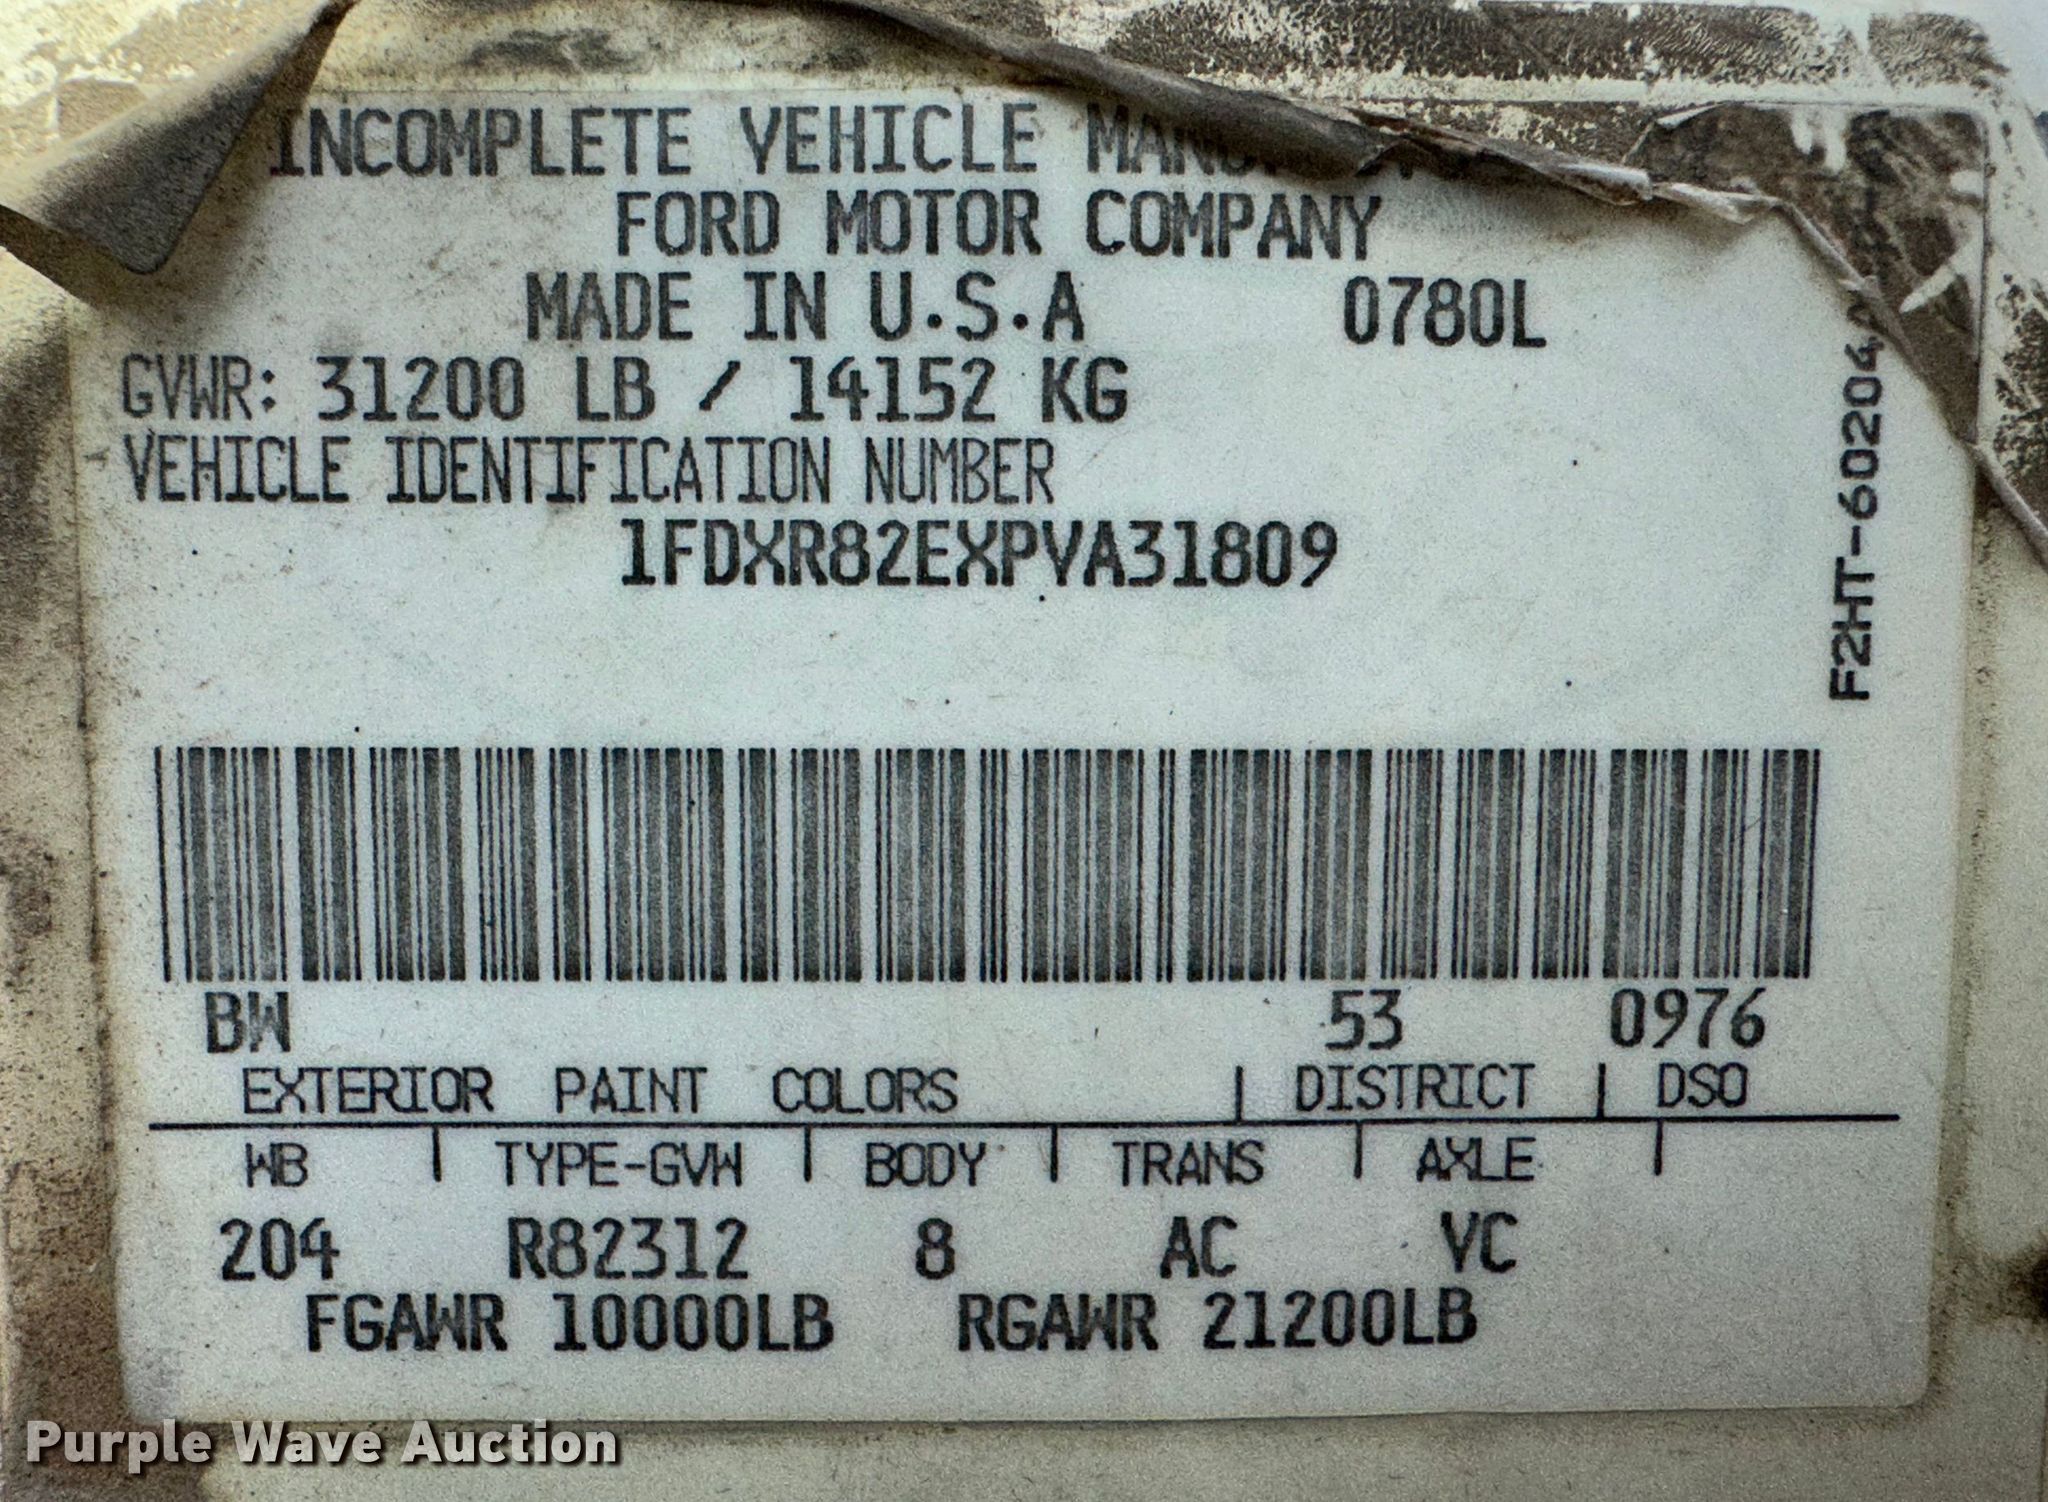 INCOMPLETE VEHICLE
FORD MOTOR COMPANY
MADE IN U.S.A 0780L
GVWR: 31200 LB / 14152 KG
VEHICLE IDENTIFICATION NUMBER
1FDXR82EXPVA31809
F2HT-60204
BW 53 0976
EXTERIOR PAINT COLORS | DISTRICT | DSO
WB | TYPE-GVW | BODY | TRANS | AXLE |
204 R82312 8 AC VC
FGAWR 10000LB RGAWR 21200LB
Purple Wave Auction